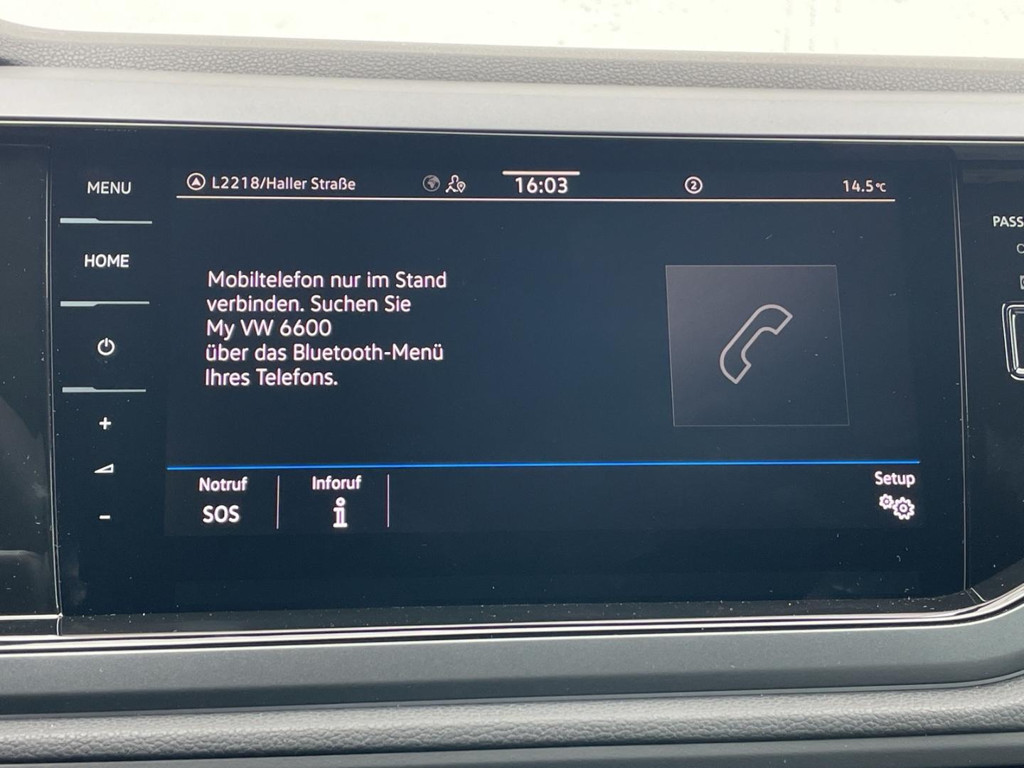 MENU
L2218/Haller Straße
16:03
2
14.5°C
PASS
HOME
Mobiltelefon nur im Stand
verbinden. Suchen Sie
My VW 6600
über das Bluetooth-Menü
Ihres Telefons.
+
-
Notruf
Inforuf
Setup
SOS
i